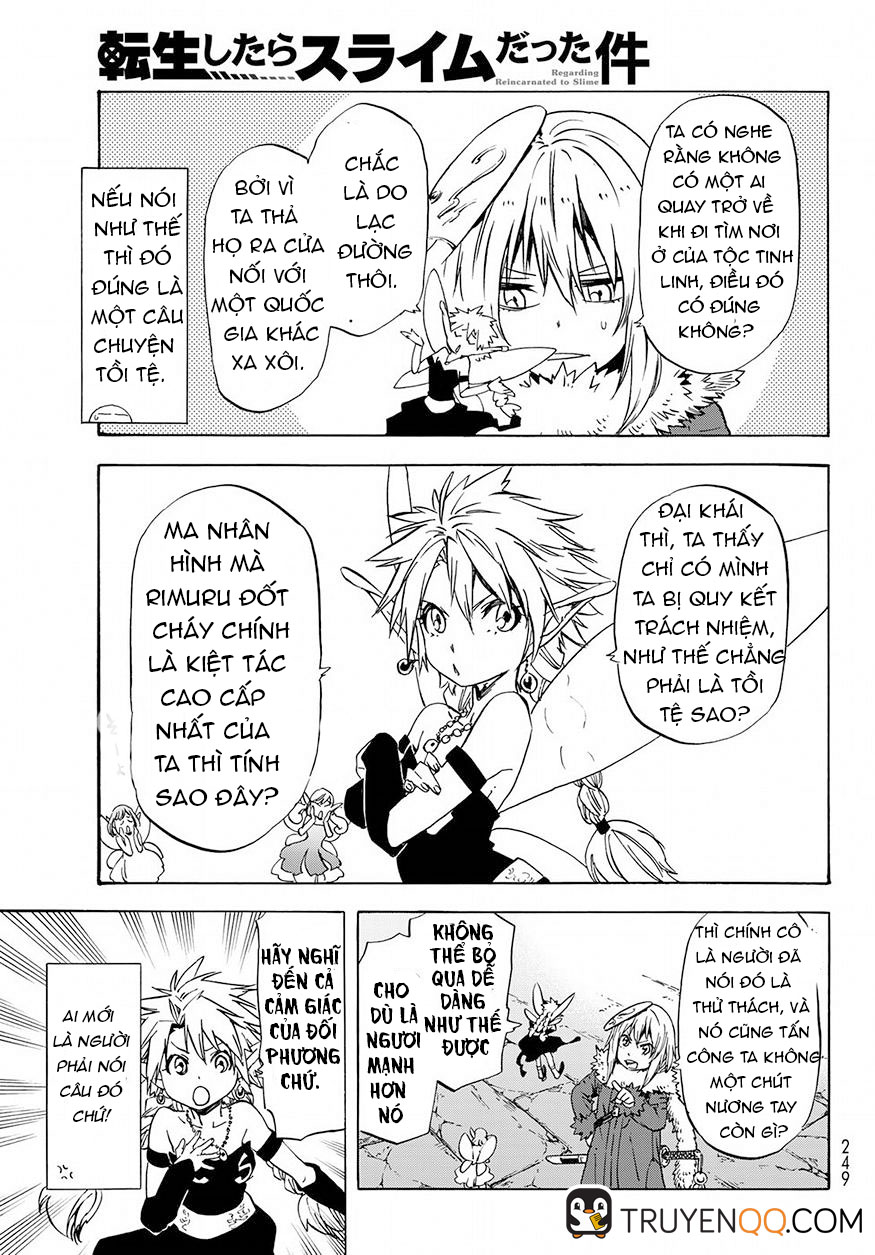 転生したらスライムだった件
Regarding
Reincarnated to Slime
TA CÓ NGHE
RẰNG KHÔNG
CÓ MỘT AI
QUAY TRỞ VỀ
KHI ĐI TÌM NƠI
Ở CỦA TỘC TINH
LINH, ĐIỀU ĐÓ
CÓ ĐÚNG
KHÔNG?
CHẮC
LÀ DO
LẠC
ĐƯỜNG
THÔI.
BỞI VÌ
TA THẢ
HỌ RA CỬA
NỐI VỚI
MỘT QUỐC
GIA KHÁC
XA XÔI.
NẾU NÓI
NHƯ THẾ
THÌ ĐÓ
ĐÚNG LÀ
MỘT CÂU
CHUYỆN
TỒI TỆ.
ĐẠI KHÁI
THÌ, TA THẤY
CHỈ CÓ MÌNH
TA BỊ QUY KẾT
TRÁCH NHIỆM,
NHƯ THẾ CHẲNG
PHẢI LÀ TỒI
TỆ SAO?
MA NHÂN
HÌNH MÀ
RIMURU ĐỐT
CHÁY CHÍNH
LÀ KIỆT TÁC
CAO CẤP
NHẤT CỦA
TA THÌ TÍNH
SAO ĐÂY?
THÌ CHÍNH CÔ
LÀ NGƯỜI ĐÃ
NÓI ĐÓ LÀ
THỬ THÁCH, VÀ
NÓ CŨNG TẤN
CÔNG TA KHÔNG
MỘT CHÚT
NƯƠNG TAY
CÒN GÌ?
KHÔNG
THỂ BỎ
QUA DỄ
DÀNG
NHƯ THẾ
ĐƯỢC
CHO
DÙ LÀ
NGƯƠI
MẠNH HƠN
NÓ
HÃY NGHĨ
ĐẾN CẢ
CẢM GIÁC
CỦA ĐỐI
PHƯƠNG
CHỨ.
AI MỚI
LÀ NGƯỜI
PHẢI NÓI
CÂU ĐÓ
CHỨ!
249
TRUYENQQ.COM